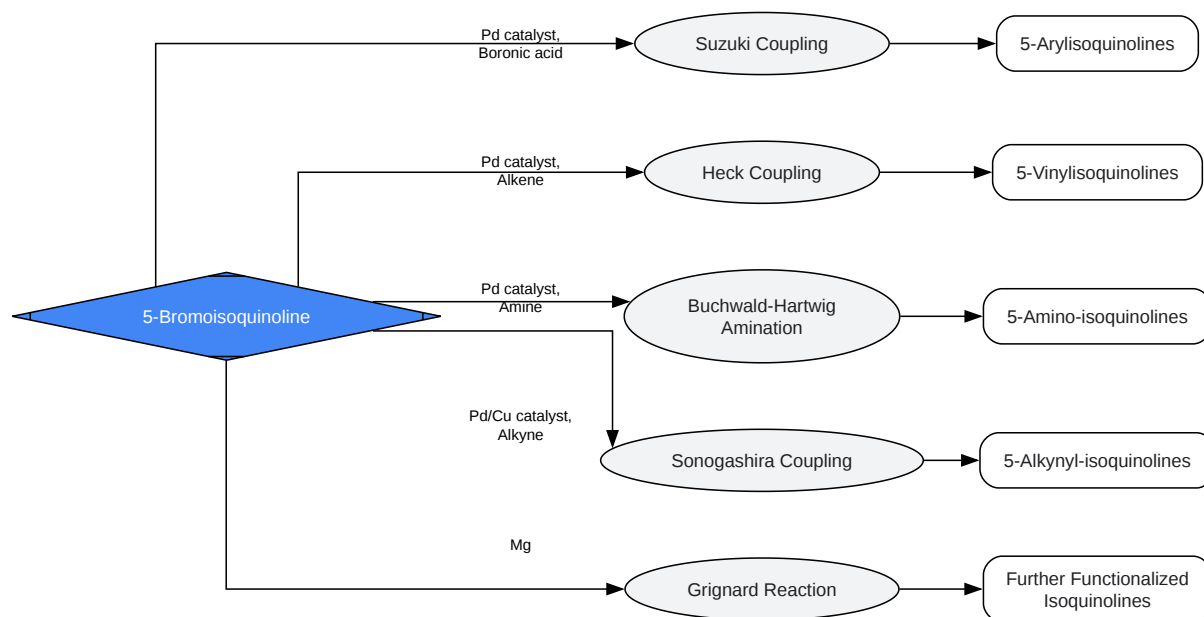 Pd catalyst,
Boronic acid
Suzuki Coupling
5-Arylisoquinolines
Pd catalyst,
Alkene
Heck Coupling
5-Vinylisoquinolines
5-Bromoisoquinoline
Pd catalyst,
Amine
Buchwald-Hartwig
Amination
5-Amino-isoquinolines
Pd/Cu catalyst,
Alkyne
Sonogashira Coupling
5-Alkynyl-isoquinolines
Mg
Grignard Reaction
Further Functionalized
Isoquinolines